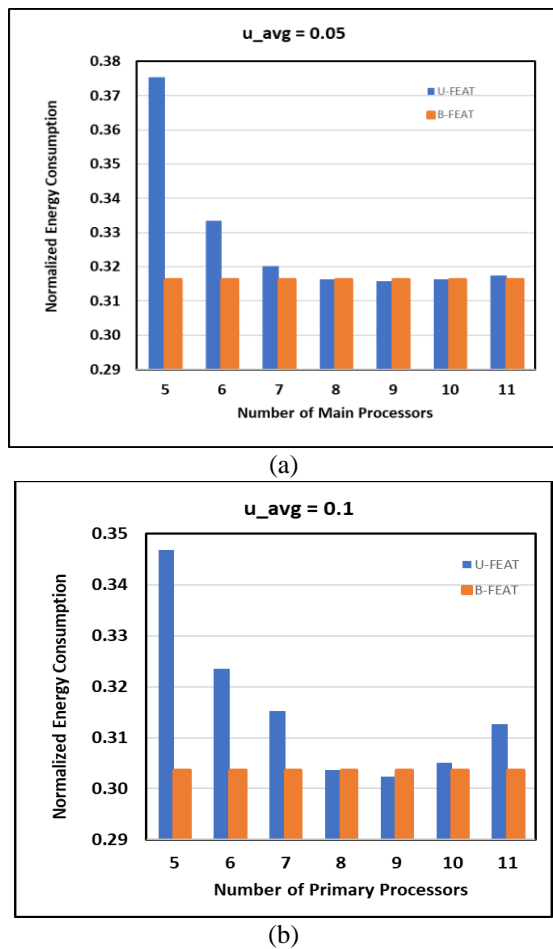 u_avg = 0.05
Normalized Energy Consumption
0.38
0.37
0.36
0.35
0.34
0.33
0.32
0.31
0.30
0.29
U-FEAT
B-FEAT
5 6 7 8 9 10 11
Number of Main Processors
(a)
u_avg = 0.1
Normalized Energy Consumption
0.35
0.34
0.33
0.32
0.31
0.30
0.29
U-FEAT
B-FEAT
5 6 7 8 9 10 11
Number of Primary Processors
(b)